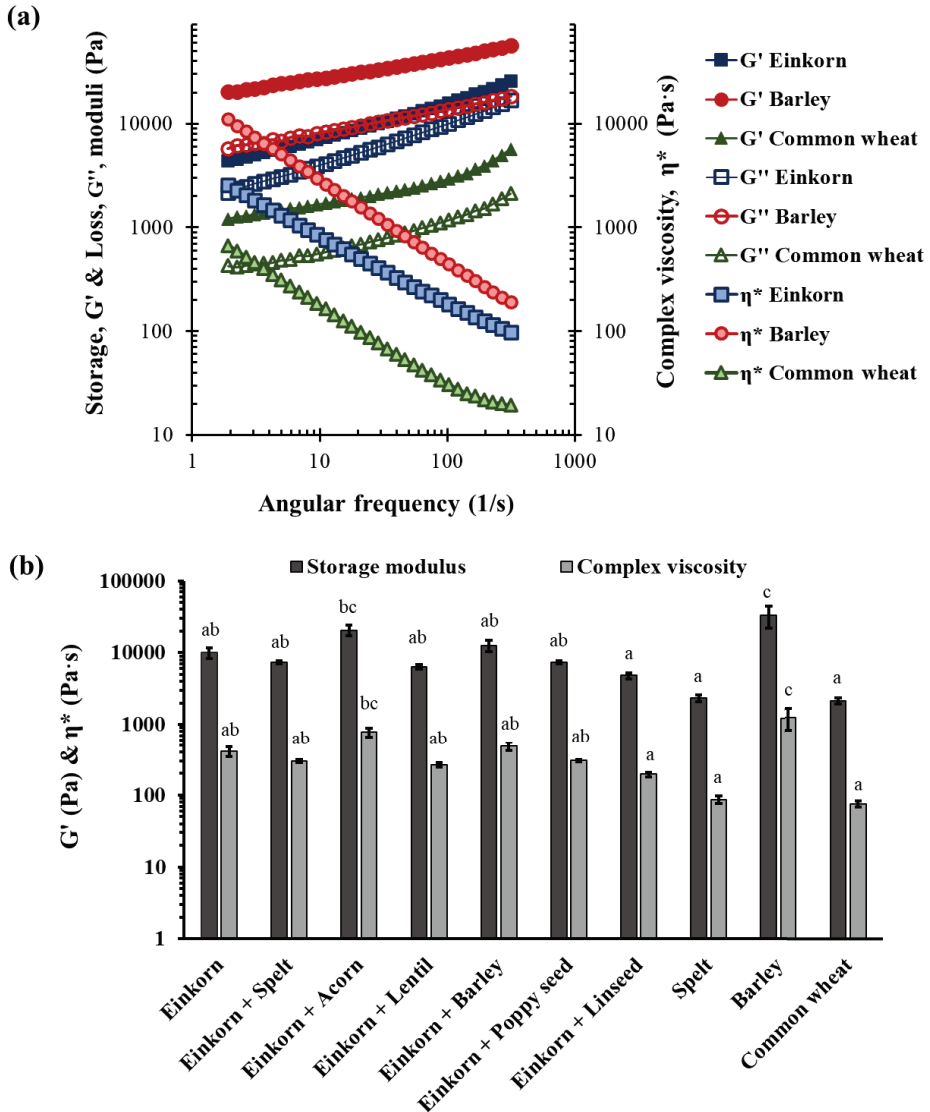 (a)
Storage, G' & Loss, G'', moduli (Pa)
10000
1000
100
10
1
10
100
1000
Angular frequency (1/s)
10000
1000
100
10
Complex viscosity, η* (Pa·s)
G' Einkorn
G' Barley
G' Common wheat
G'' Einkorn
G'' Barley
G'' Common wheat
η* Einkorn
η* Barley
η* Common wheat
(b)
Storage modulus
Complex viscosity
G' (Pa) & η* (Pa·s)
100000
10000
1000
100
10
1
ab
ab
ab
ab
bc
bc
ab
ab
ab
ab
ab
ab
a
a
a
a
c
c
a
a
Einkorn
Einkorn + Spelt
Einkorn + Acorn
Einkorn + Lentil
Einkorn + Barley
Einkorn + Poppy seed
Einkorn + Linseed
Spelt
Barley
Common wheat